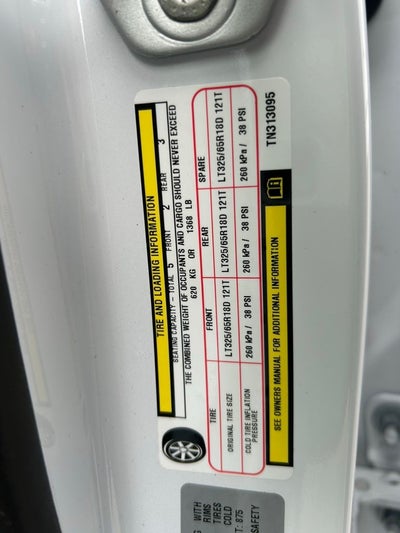 TIRE AND LOADING INFORMATION
SEATING CAPACITY - TOTAL 5 FRONT 2 REAR 3
THE COMBINED WEIGHT OF OCCUPANTS AND CARGO SHOULD NEVER EXCEED
620 KG OR 1368 LB
TIRE FRONT REAR SPARE
ORIGINAL TIRE SIZE LT325/65R18D 121T LT325/65R18D 121T LT325/65R18D 121T
COLD TIRE INFLATION PRESSURE 260 kPa / 38 PSI 260 kPa / 38 PSI 260 kPa / 38 PSI
SEE OWNERS MANUAL FOR ADDITIONAL INFORMATION
TN313095
WITH
RIMS
TIRES
COLD
T: 875
SAFETY